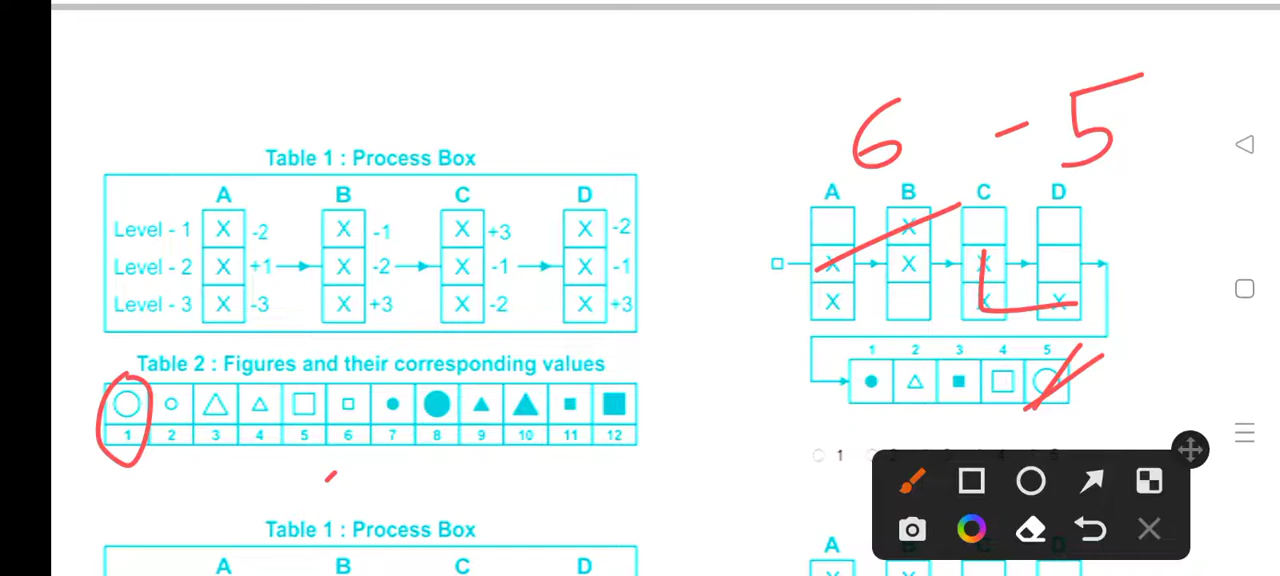 6 - 5
Table 1 : Process Box
A B C D
Level - 1 X -2 X -1 X +3 X -2
Level - 2 X +1 X -2 X -1 X -1
Level - 3 X -3 X +3 X -2 X +3
Table 2 : Figures and their corresponding values
1 2 3 4 5 6 7 8 9 10 11 12
A B C D
X
X X X
X X X
1 2 3 4 5
1
Table 1 : Process Box
A B C D
A
X X